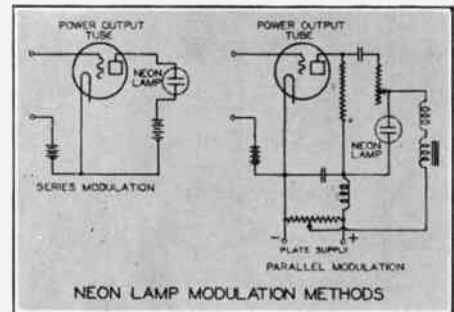 POWER OUTPUT
TUBE
NEON
LAMP
SERIES MODULATION
POWER OUTPUT
TUBE
NEON
LAMP
- PLATE SUPPLY +
PARALLEL MODULATION
NEON LAMP MODULATION METHODS